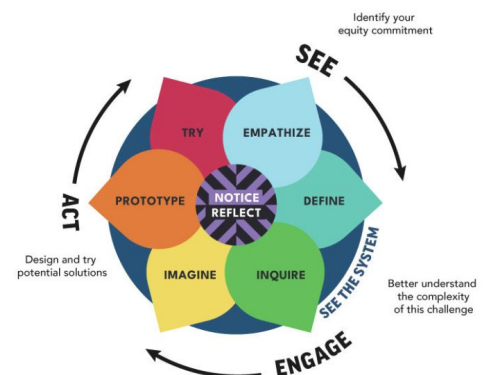 Identify your
equity commitment
SEE
TRY
EMPATHIZE
PROTOTYPE
NOTICE
REFLECT
DEFINE
ACT
IMAGINE
INQUIRE
SEE THE SYSTEM
Design and try
potential solutions
Better understand
the complexity
of this challenge
ENGAGE